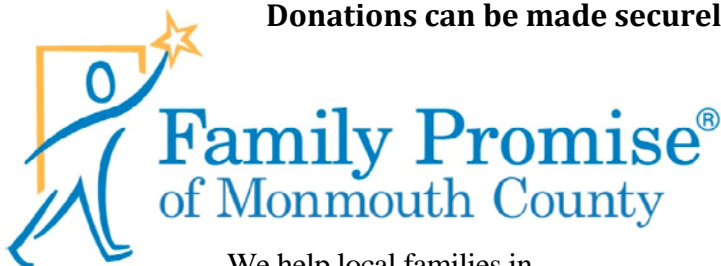 Donations can be made securel
Family Promise®
of Monmouth County
We help local families in